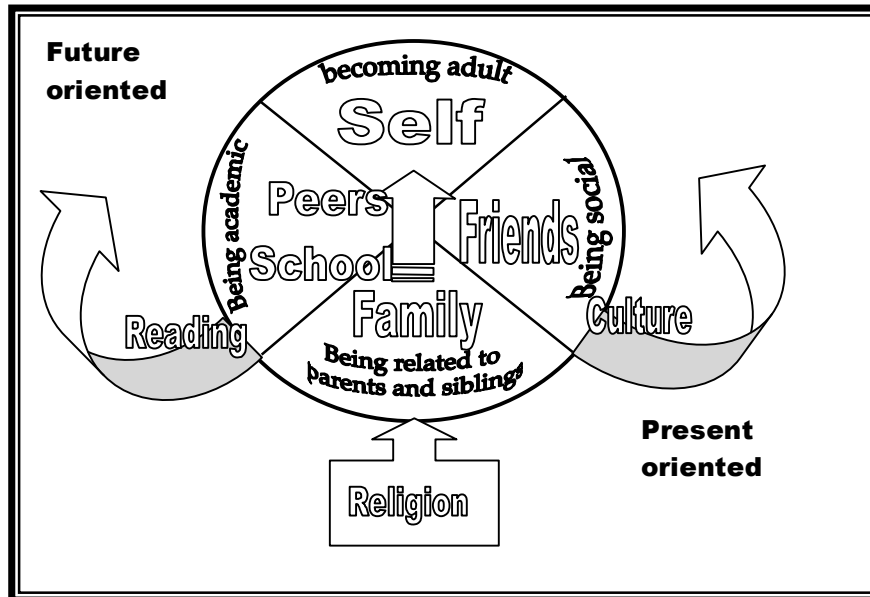 Future
oriented
becoming adult
Self
Being academic
Peers
School
Friends
Being social
Reading
Family
Culture
Being related to
parents and siblings
Present
oriented
Religion